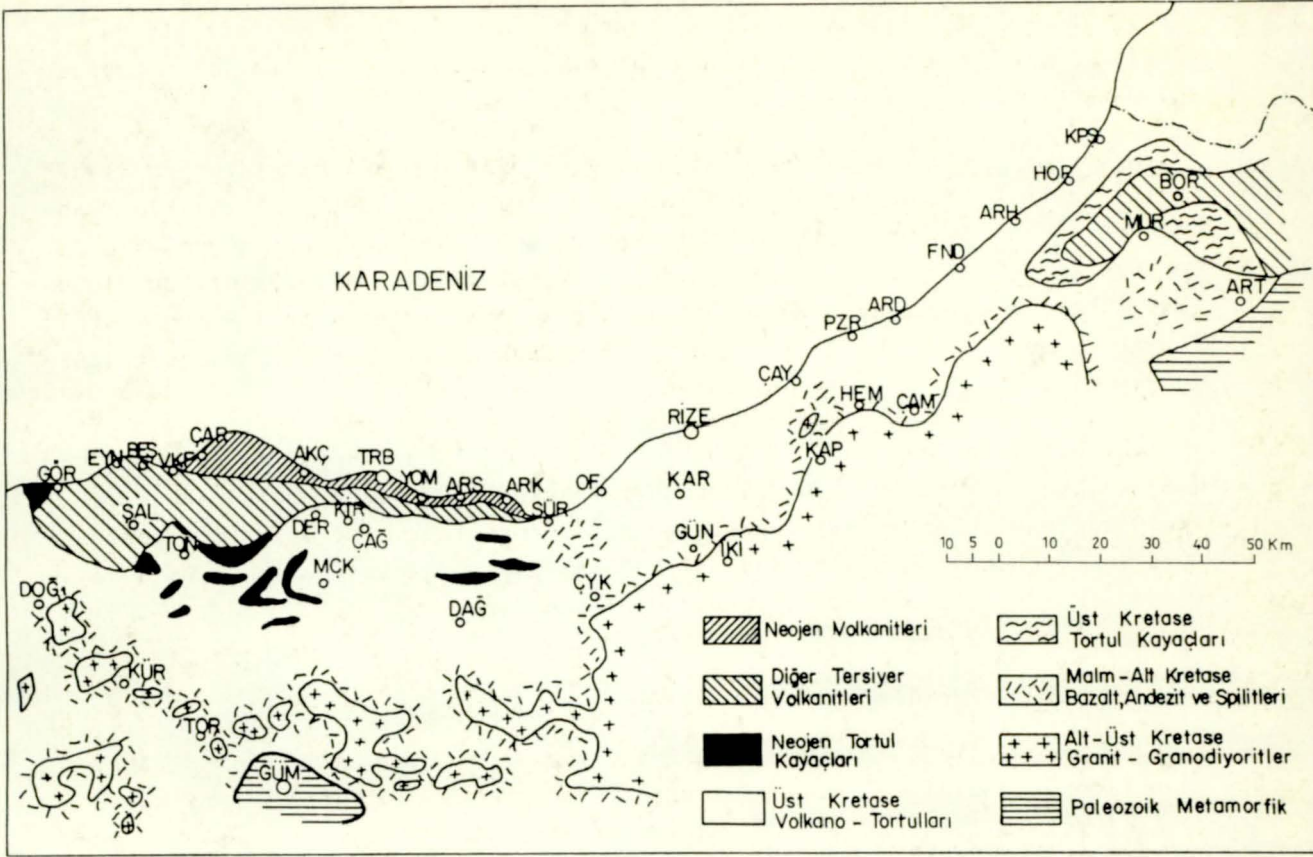 KARADENİZ
KPS
HOP
BOR
ARH
MUR
FND
ART
ARD
PZR
ÇAY
HEM
ÇAM
RİZE
KAP
ÇAR
EYN
BEŞ
VKF
AKÇ
TRB
YOM
ARS
ARK
OF
KAR
GÖR
SÜR
ŞAL
DER
KIR
ÇAĞ
TON
GÜN
İKİ
MÇK
DOĞ
DAĞ
ÇYK
KÜR
TOR
GÜM
10 5 0 10 20 30 40 50 Km
Neojen Volkanitleri
Diğer Tersiyer
Volkanitleri
Neojen Tortul
Kayaçları
Üst Kretase
Volkano - Tortulları
Üst Kretase
Tortul Kayaçları
Malm-Alt Kretase
Bazalt, Andezit ve Spilitleri
Alt-Üst Kretase
Granit - Granodiyoritler
Paleozoik Metamorfik